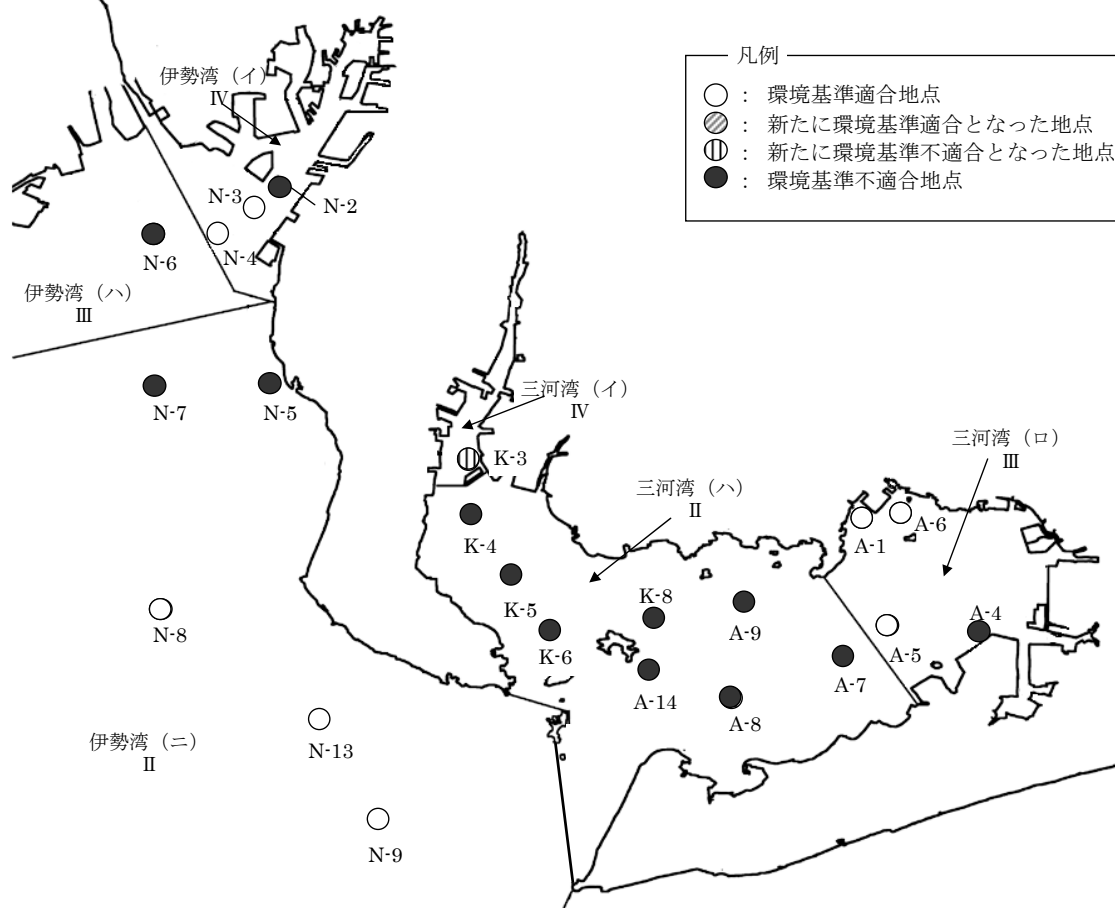 凡例
○ : 環境基準適合地点
: 新たに環境基準適合となった地点
: 新たに環境基準不適合となった地点
● : 環境基準不適合地点
伊勢湾（イ）
Ⅳ
N-3
N-2
N-4
N-6
伊勢湾（ハ）
Ⅲ
N-7
N-5
三河湾（イ）
Ⅳ
K-3
三河湾（ロ）
Ⅲ
三河湾（ハ）
Ⅱ
K-4
A-1
A-6
K-5
K-8
A-9
A-4
N-8
K-6
A-5
A-7
A-14
A-8
伊勢湾（ニ）
Ⅱ
N-13
N-9